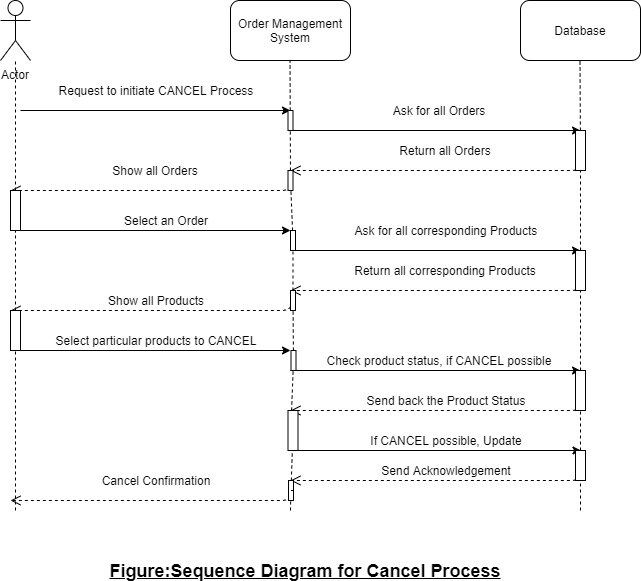 Order Management
System
Database
Actor
Request to initiate CANCEL Process
Ask for all Orders
Return all Orders
Show all Orders
Select an Order
Ask for all corresponding Products
Return all corresponding Products
Show all Products
Select particular products to CANCEL
Check product status, if CANCEL possible
Send back the Product Status
If CANCEL possible, Update
Send Acknowledgement
Cancel Confirmation
Figure:Sequence Diagram for Cancel Process